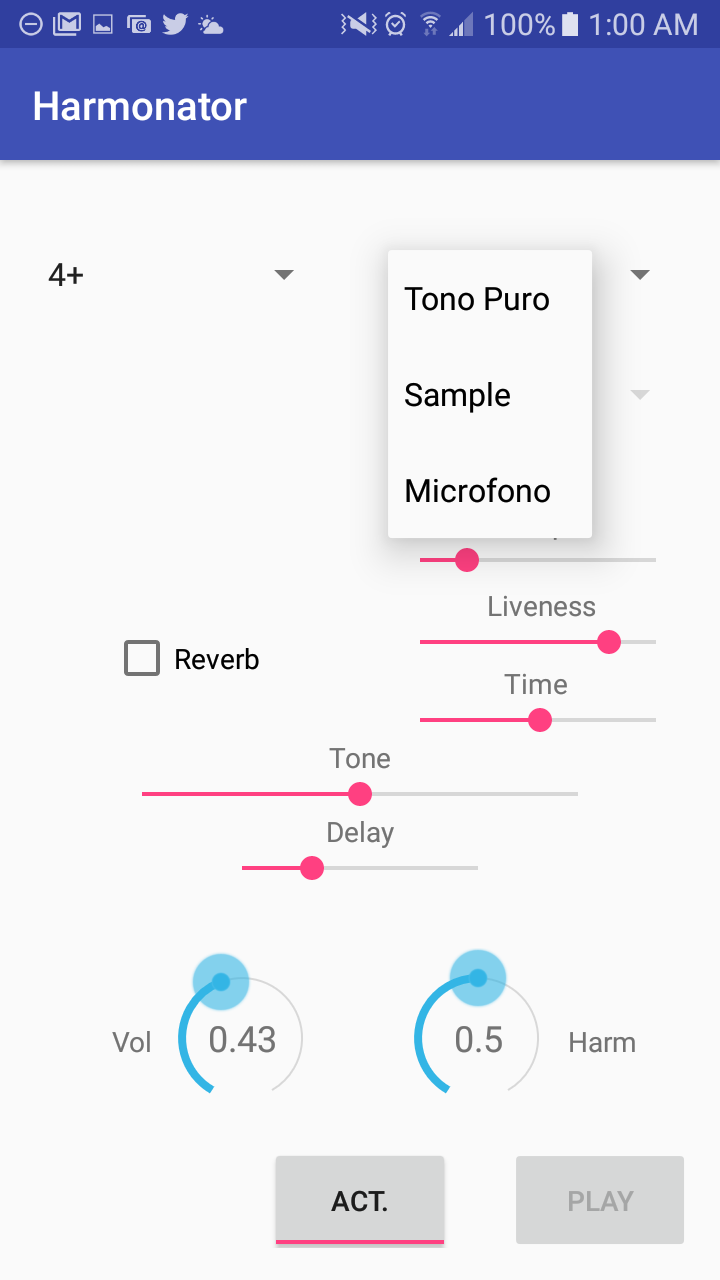 100% 1:00 AM
Harmonator
4+
Tono Puro
Sample
Microfono
Liveness
Reverb
Time
Tone
Delay
Vol 0.43 0.5 Harm
ACT. PLAY